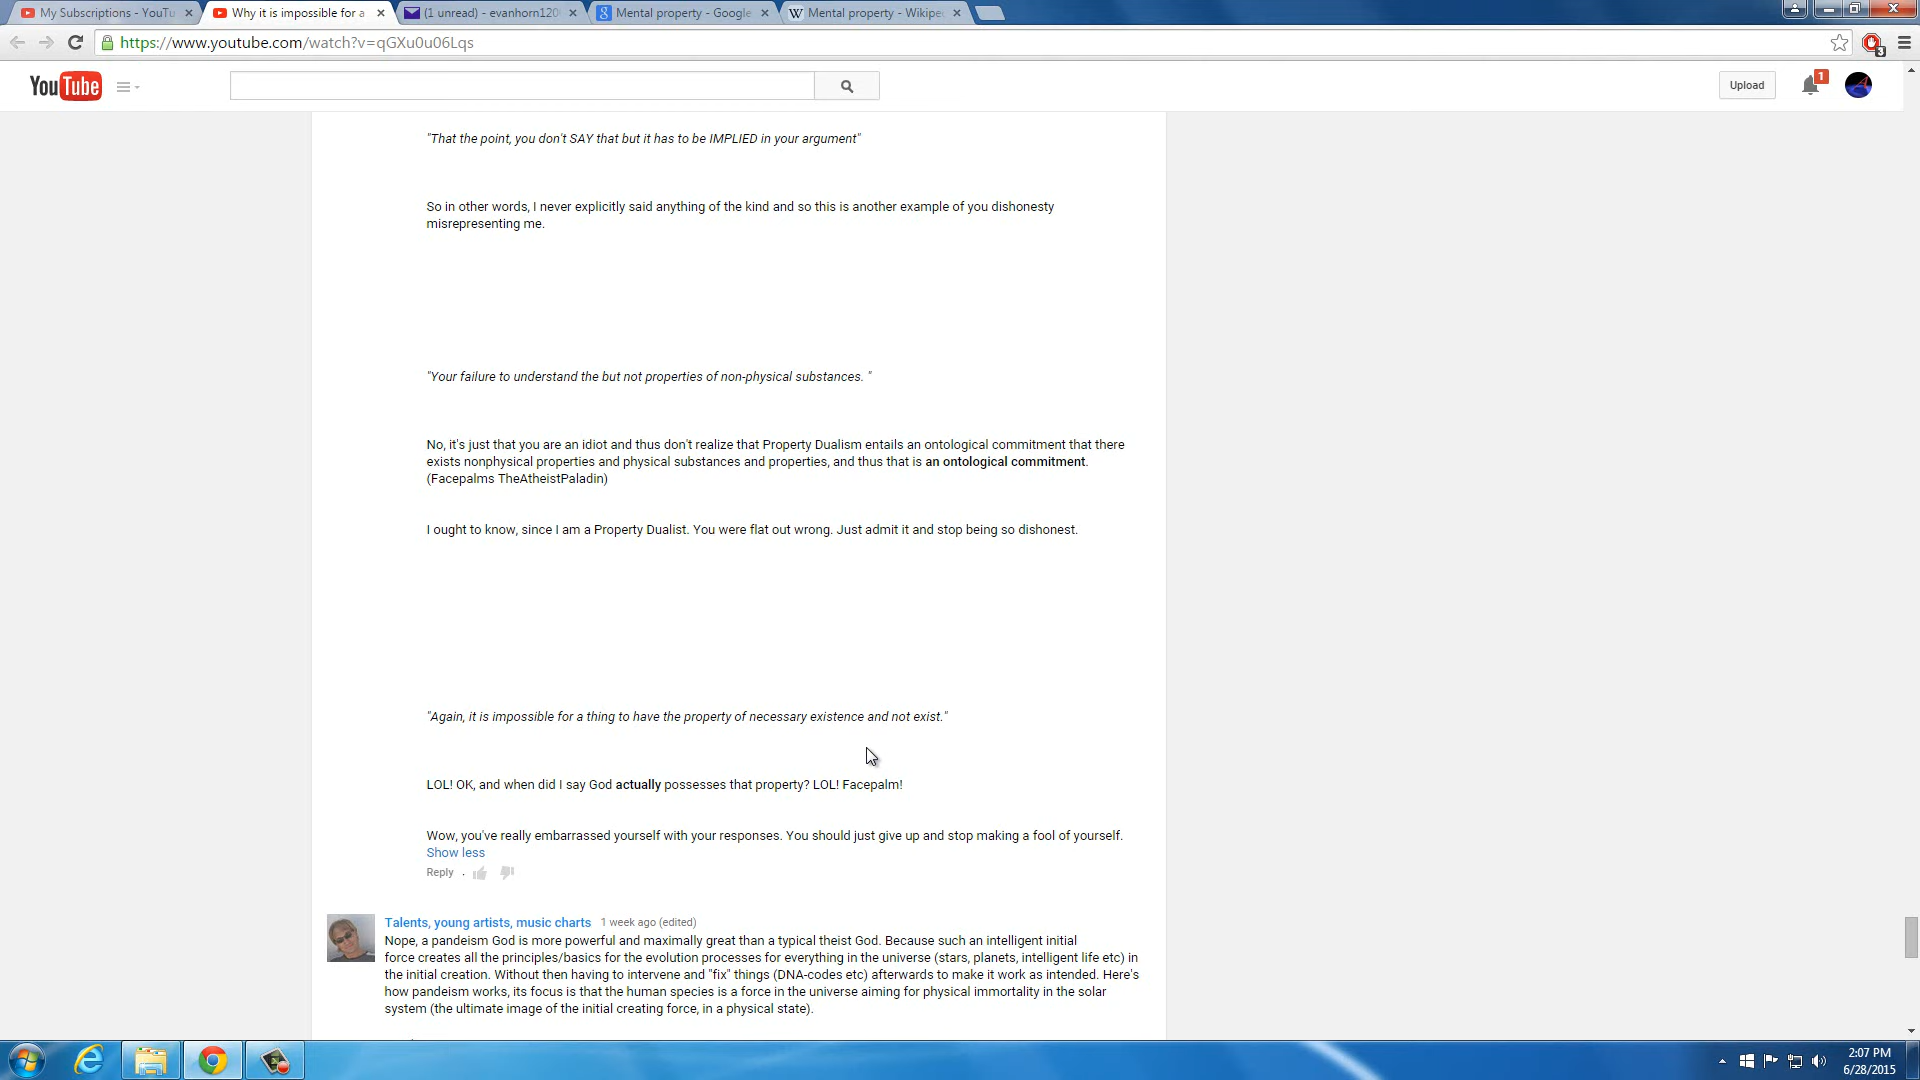 My Subscriptions - YouTu
Why it is impossible for a
(1 unread) - evanhorn120
Mental property - Google
Mental property - Wikipe
https://www.youtube.com/watch?v=qGXu0u06Lqs
3
YouTube
Upload
1
"That the point, you don't SAY that but it has to be IMPLIED in your argument"
So in other words, I never explicitly said anything of the kind and so this is another example of you dishonesty
misrepresenting me.
"Your failure to understand the but not properties of non-physical substances. "
No, it's just that you are an idiot and thus don't realize that Property Dualism entails an ontological commitment that there
exists nonphysical properties and physical substances and properties, and thus that is an ontological commitment.
(Facepalms TheAtheistPaladin)
I ought to know, since I am a Property Dualist. You were flat out wrong. Just admit it and stop being so dishonest.
"Again, it is impossible for a thing to have the property of necessary existence and not exist."
LOL! OK, and when did I say God actually possesses that property? LOL! Facepalm!
Wow, you've really embarrassed yourself with your responses. You should just give up and stop making a fool of yourself.
Show less
Reply .
Talents, young artists, music charts 1 week ago (edited)
Nope, a pandeism God is more powerful and maximally great than a typical theist God. Because such an intelligent initial
force creates all the principles/basics for the evolution processes for everything in the universe (stars, planets, intelligent life etc) in
the initial creation. Without then having to intervene and "fix" things (DNA-codes etc) afterwards to make it work as intended. Here's
how pandeism works, its focus is that the human species is a force in the universe aiming for physical immortality in the solar
system (the ultimate image of the initial creating force, in a physical state).
2:07 PM
6/28/2015